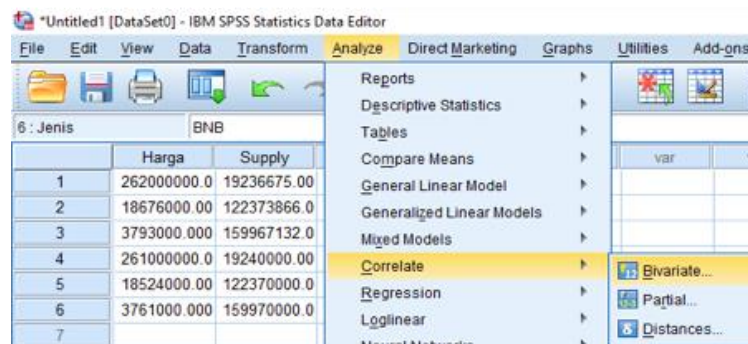 *Untitled1 [DataSet0] - IBM SPSS Statistics Data Editor
File Edit View Data Transform Analyze Direct Marketing Graphs Utilities Add-ons
6 : Jenis BNB
Harga Supply var
1 262000000.0 19236675.00
2 18676000.00 122373866.0
3 3793000.000 159967132.0
4 261000000.0 19240000.00
5 18524000.00 122370000.0
6 3761000.000 159970000.0
7
Reports
Descriptive Statistics
Tables
Compare Means
General Linear Model
Generalized Linear Models
Mixed Models
Correlate
Regression
Loglinear
Neural Networks
Bivariate...
Partial...
Distances...